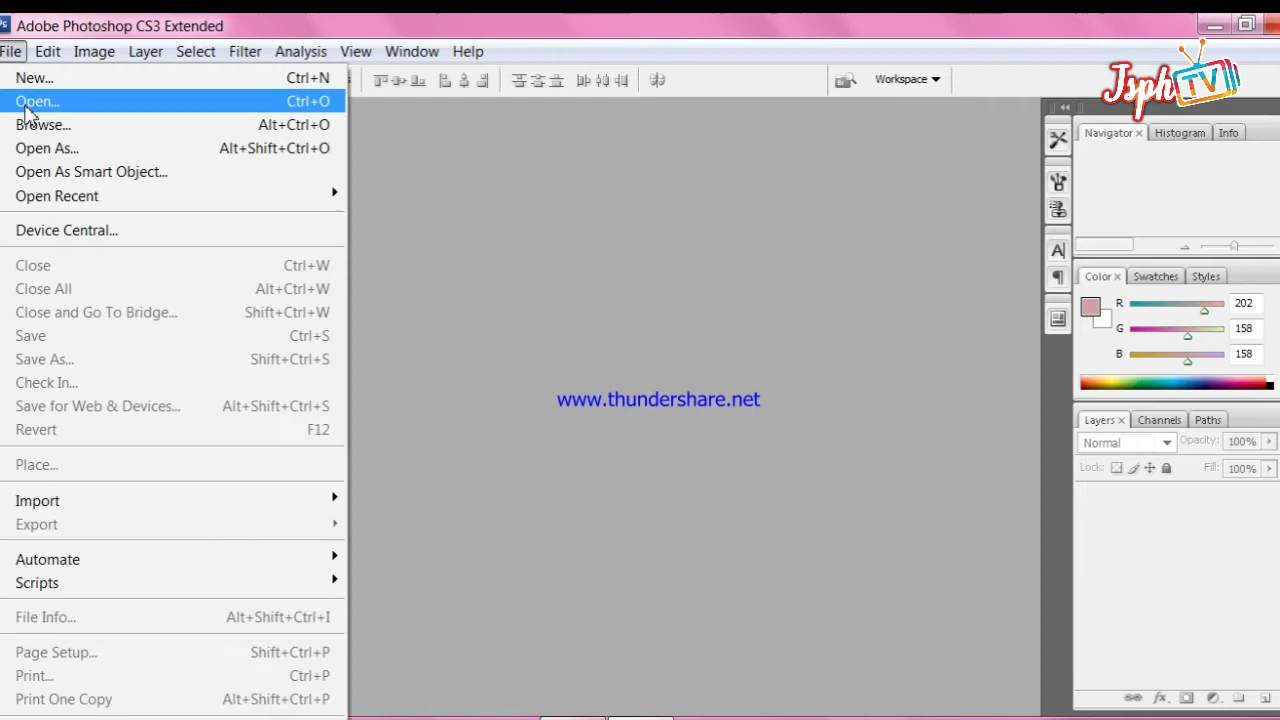 Ps Adobe Photoshop CS3 Extended
File Edit Image Layer Select Filter Analysis View Window Help
New... Ctrl+N
Open... Ctrl+O
Browse... Alt+Ctrl+O
Open As... Alt+Shift+Ctrl+O
Open As Smart Object...
Open Recent
Device Central...
Close Ctrl+W
Close All Alt+Ctrl+W
Close and Go To Bridge... Shift+Ctrl+W
Save Ctrl+S
Save As... Shift+Ctrl+S
Check In...
Save for Web & Devices... Alt+Shift+Ctrl+S
Revert F12
Place...
Import
Export
Automate
Scripts
File Info... Alt+Shift+Ctrl+I
Page Setup... Shift+Ctrl+P
Print... Ctrl+P
Print One Copy Alt+Shift+Ctrl+P
Workspace
www.thundershare.net
Jsph TV
Navigator × Histogram Info
Color × Swatches Styles
R 202
G 158
B 158
Layers × Channels Paths
Normal Opacity: 100%
Lock: Fill: 100%